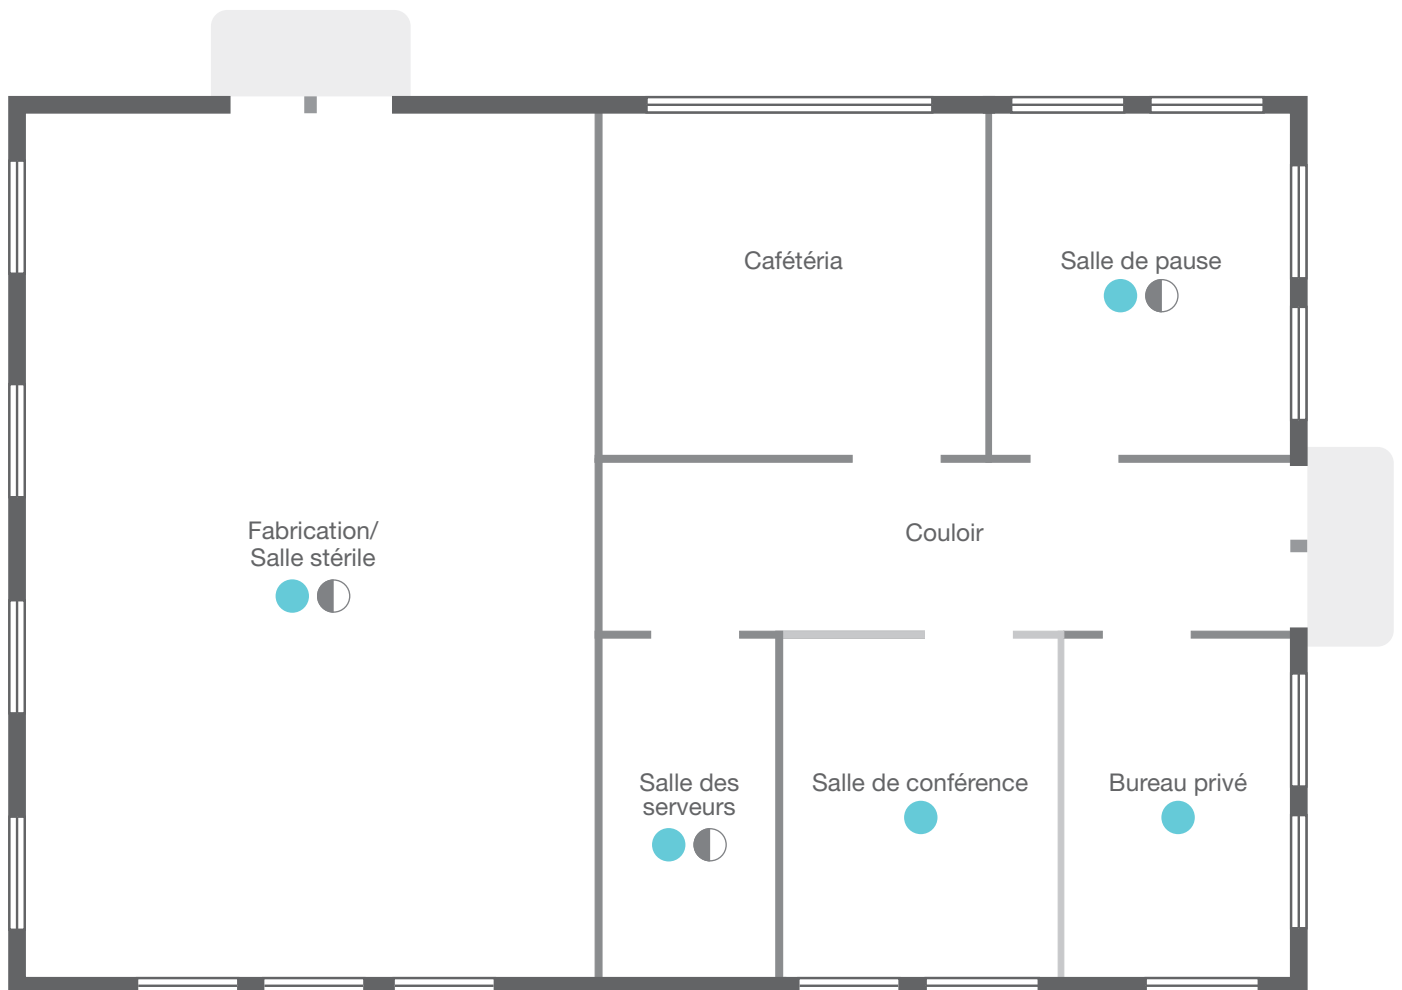 Cafétéria
Salle de pause
Fabrication/
Salle stérile
Couloir
Salle des
serveurs
Salle de conférence
Bureau privé